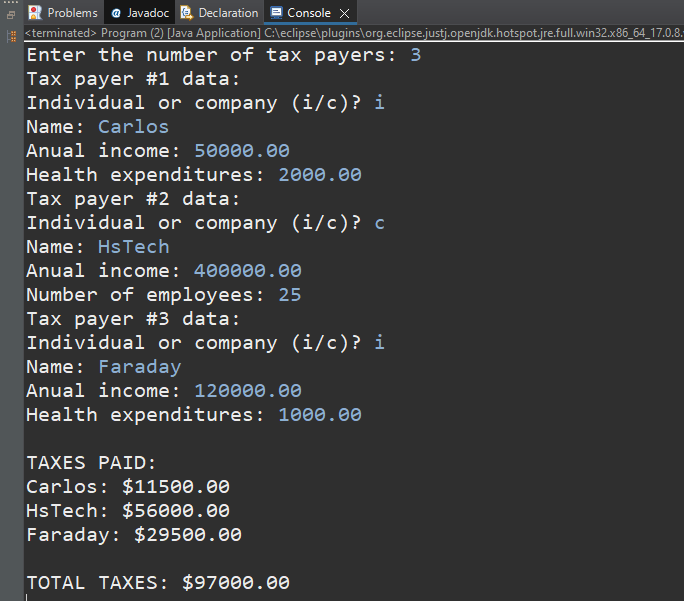 Problems @ Javadoc Declaration Console
<terminated> Program (2) [Java Application] C:\eclipse\plugins\org.eclipse.justj.openjdk.hotspot.jre.full.win32.x86_64_17.0.8.
Enter the number of tax payers: 3
Tax payer #1 data:
Individual or company (i/c)? i
Name: Carlos
Anual income: 50000.00
Health expenditures: 2000.00
Tax payer #2 data:
Individual or company (i/c)? c
Name: HsTech
Anual income: 400000.00
Number of employees: 25
Tax payer #3 data:
Individual or company (i/c)? i
Name: Faraday
Anual income: 120000.00
Health expenditures: 1000.00
TAXES PAID:
Carlos: $11500.00
HsTech: $56000.00
Faraday: $29500.00
TOTAL TAXES: $97000.00